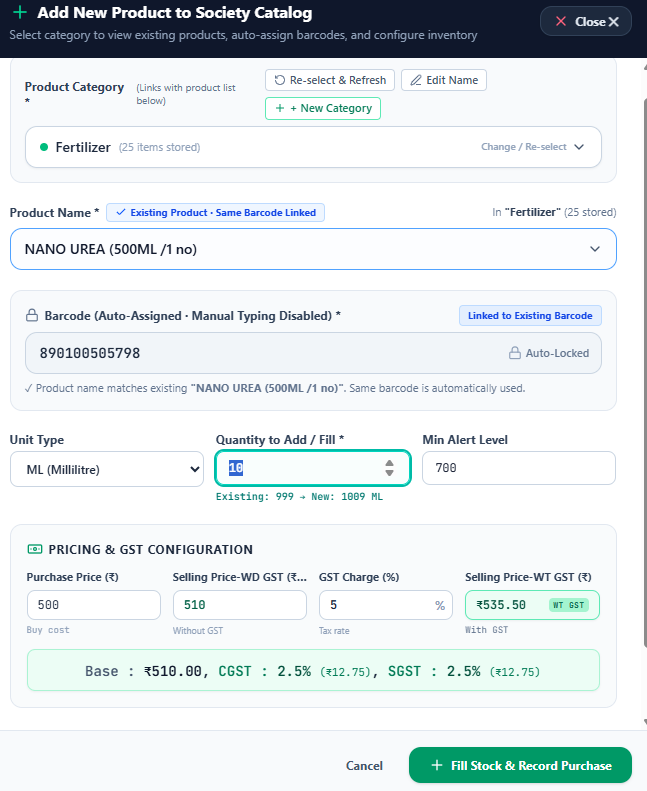 + Add New Product to Society Catalog
Select category to view existing products, auto-assign barcodes, and configure inventory
✕ Close ✕
Product Category *
(Links with product list below)
Re-select & Refresh
Edit Name
+ + New Category
Fertilizer (25 items stored)
Change / Re-select
Product Name *
✓ Existing Product · Same Barcode Linked
In "Fertilizer" (25 stored)
NANO UREA (500ML /1 no)
Barcode (Auto-Assigned · Manual Typing Disabled) *
Linked to Existing Barcode
890100505798
Auto-Locked
✓ Product name matches existing "NANO UREA (500ML /1 no)". Same barcode is automatically used.
Unit Type
Quantity to Add / Fill *
Min Alert Level
ML (Millilitre)
10
700
Existing: 999 → New: 1009 ML
PRICING & GST CONFIGURATION
Purchase Price (₹)
Selling Price-WD GST (₹...
GST Charge (%)
Selling Price-WT GST (₹)
500
510
5 %
₹535.50 WT GST
Buy cost
Without GST
Tax rate
With GST
Base : ₹510.00, CGST : 2.5% (₹12.75), SGST : 2.5% (₹12.75)
Cancel
+ Fill Stock & Record Purchase